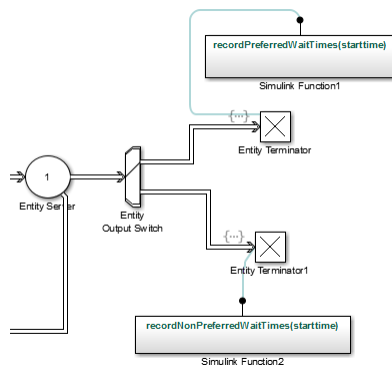 recordPreferredWaitTimes(starttime)
Simulink Function1
{...}
Entity Terminator
1
Entity Server
Entity
Output Switch
{...}
Entity Terminator1
recordNonPreferredWaitTimes(starttime)
Simulink Function2